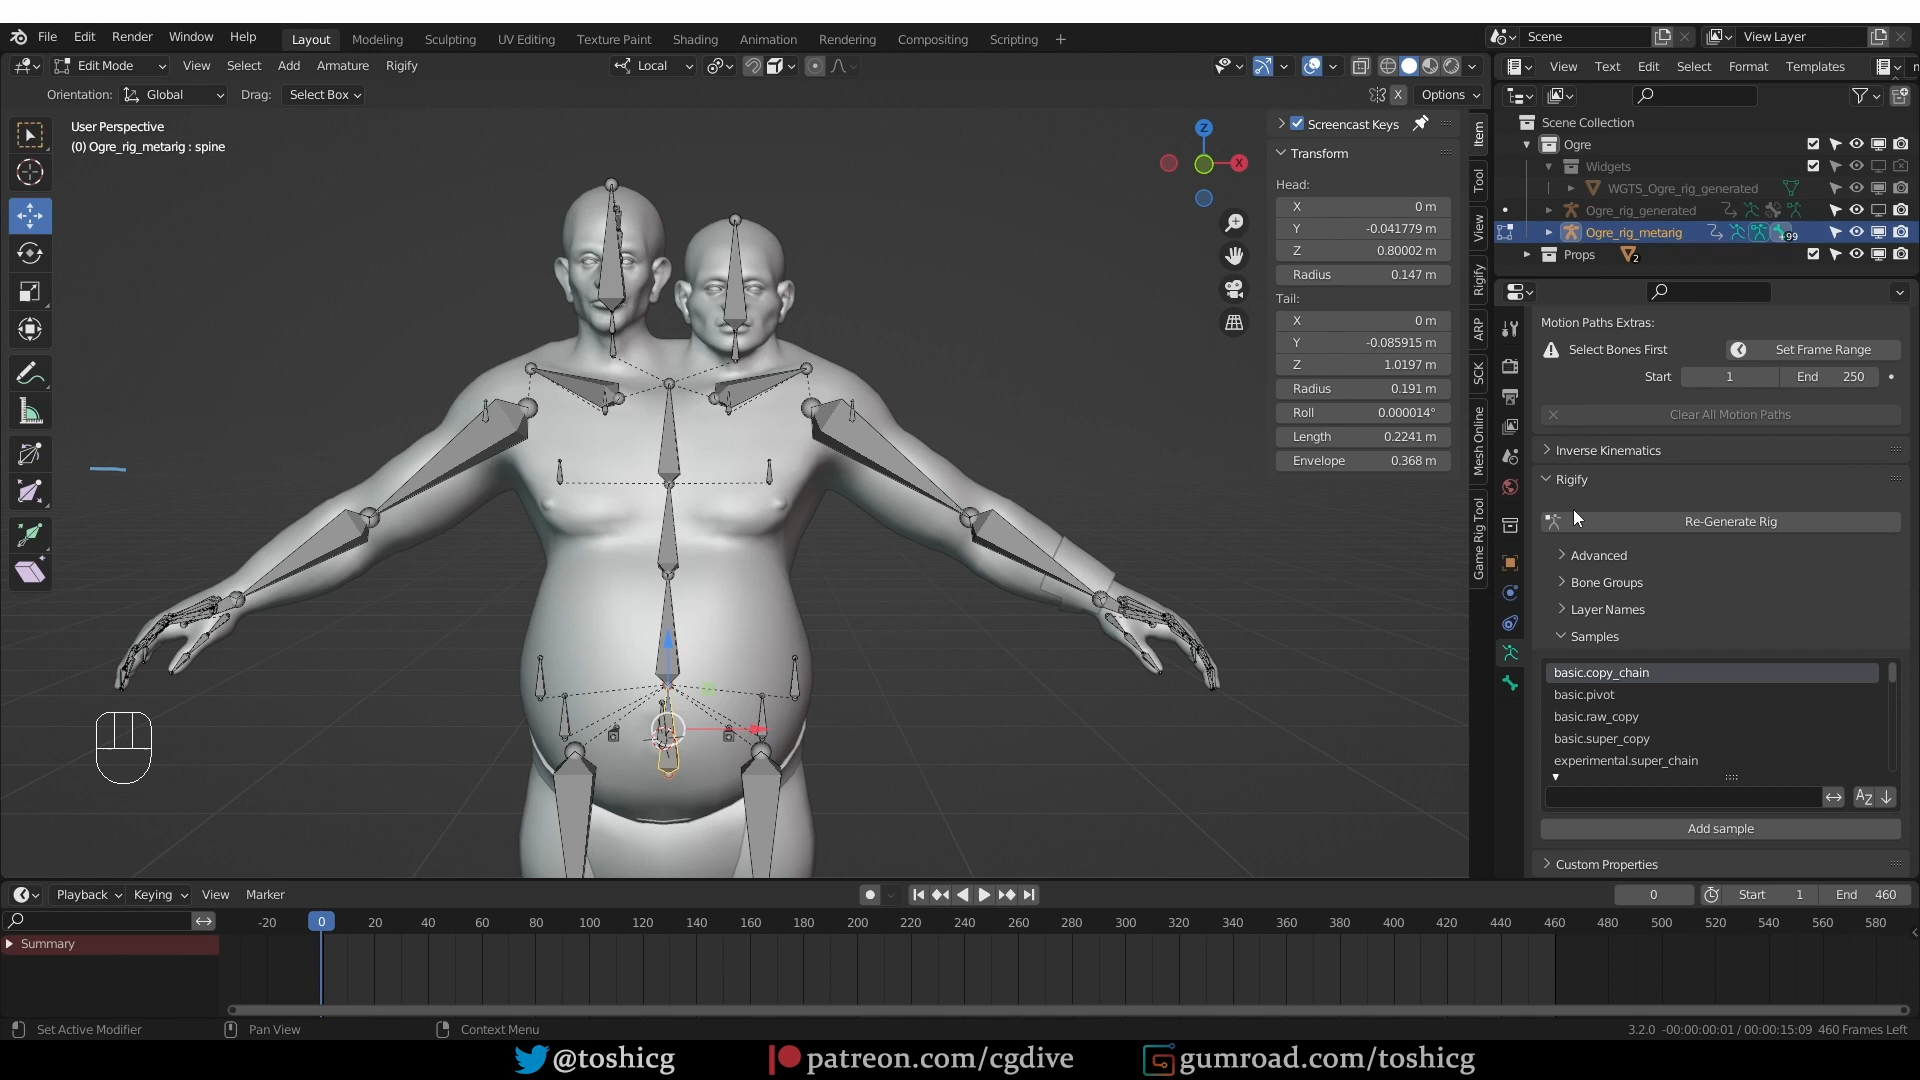 File Edit Render Window Help Layout Modeling Sculpting UV Editing Texture Paint Shading Animation Rendering Compositing Scripting + Scene View Layer
Edit Mode View Select Add Armature Rigify Local View Text Edit Select Format Templates
Orientation: Global Drag: Select Box X Options
User Perspective
(0) Ogre_rig_metarig : spine
Z
X
Screencast Keys
Transform
Head:
X 0 m
Y -0.041779 m
Z 0.80002 m
Radius 0.147 m
Tail:
X 0 m
Y -0.085915 m
Z 1.0197 m
Radius 0.191 m
Roll 0.000014°
Length 0.2241 m
Envelope 0.368 m
Item
Tool
View
Rigify
ARP
SCK
Mesh Online
Game Rig Tool
Scene Collection
Ogre
Widgets
WGTS_Ogre_rig_generated
Ogre_rig_generated
Ogre_rig_metarig +99
Props 2
Motion Paths Extras:
Select Bones First Set Frame Range
Start 1 End 250
Clear All Motion Paths
Inverse Kinematics
Rigify
Re-Generate Rig
Advanced
Bone Groups
Layer Names
Samples
basic.copy_chain
basic.pivot
basic.raw_copy
basic.super_copy
experimental.super_chain
Add sample
Custom Properties
Playback Keying View Marker 0 Start 1 End 460
-20 0 20 40 60 80 100 120 140 160 180 200 220 240 260 280 300 320 340 360 380 400 420 440 460 480 500 520 540 560 580
Summary
Set Active Modifier Pan View Context Menu 3.2.0 -00:00:00:01 / 00:00:15:09 460 Frames Left
@toshicg patreon.com/cgdive gumroad.com/toshicg